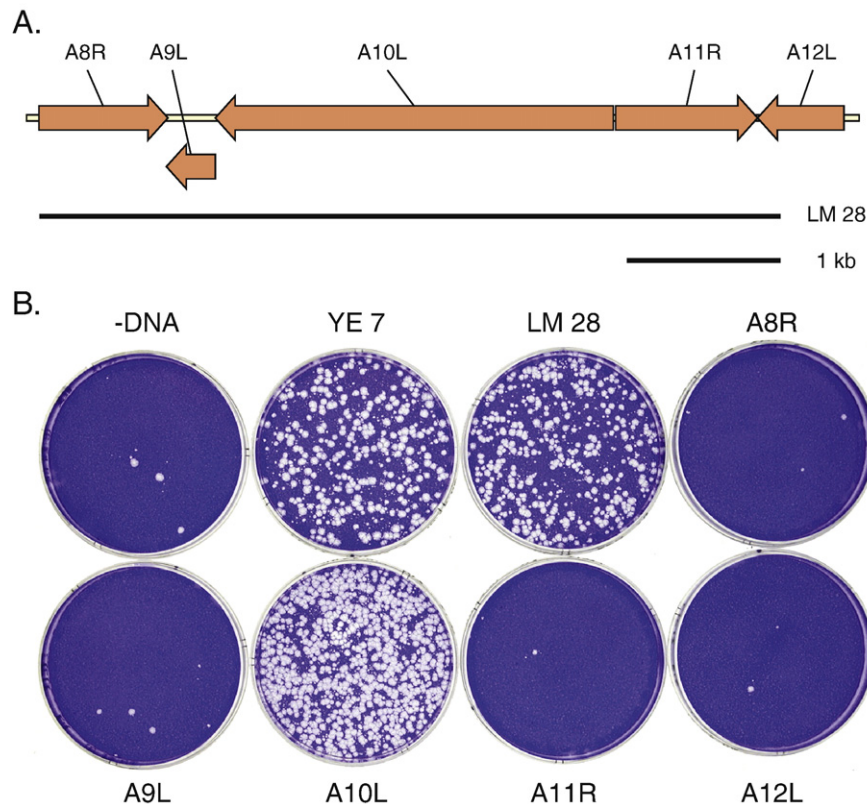 A.
A8R A9L A10L A11R A12L
LM 28
1 kb
B.
-DNA YE 7 LM 28 A8R
A9L A10L A11R A12L